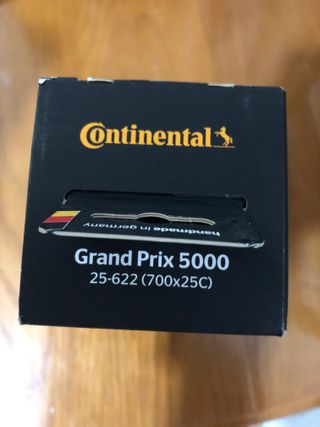 Continental
handmade in germany
Grand Prix 5000
25-622 (700x25C)